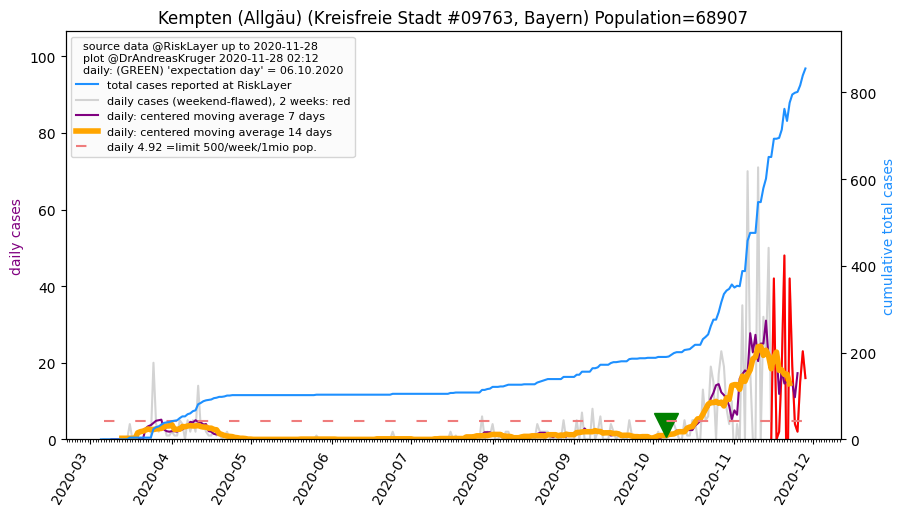 Kempten (Allgäu) (Kreisfreie Stadt #09763, Bayern) Population=68907
source data @RiskLayer up to 2020-11-28
plot @DrAndreasKruger 2020-11-28 02:12
daily: (GREEN) 'expectation day' = 06.10.2020
total cases reported at RiskLayer
daily cases (weekend-flawed), 2 weeks: red
daily: centered moving average 7 days
daily: centered moving average 14 days
daily 4.92 =limit 500/week/1mio pop.
daily cases
100
80
60
40
20
0
cumulative total cases
800
600
400
200
0
2020-03
2020-04
2020-05
2020-06
2020-07
2020-08
2020-09
2020-10
2020-11
2020-12